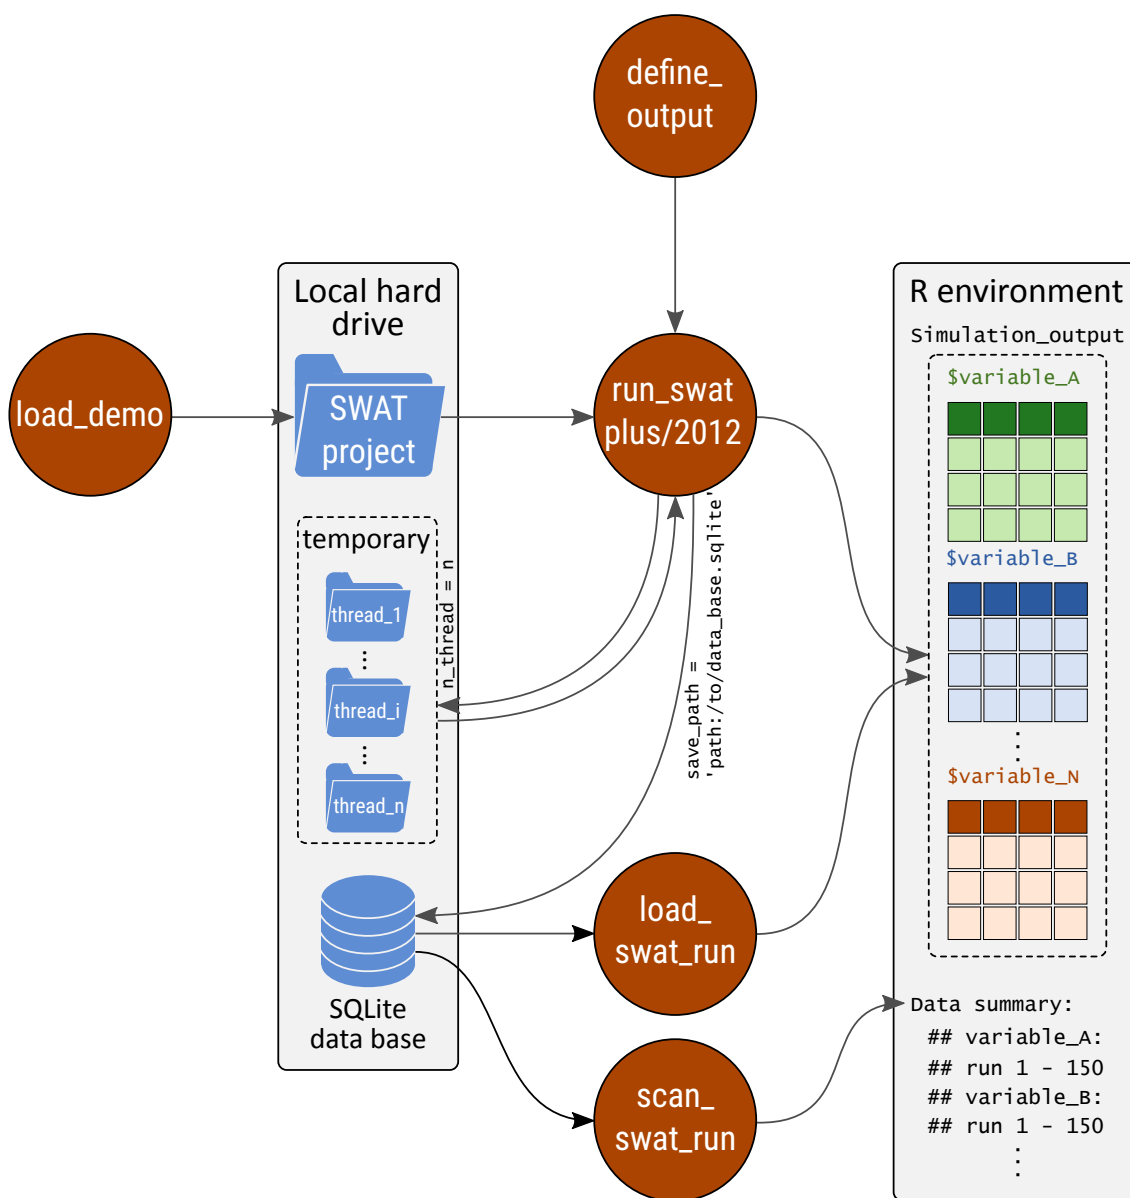 define_
output
Local hard
drive
load_demo
SWAT
project
run_swat
plus/2012
temporary
thread_1
thread_i
thread_n
n_thread = n
save_path =
'path:/to/data_base.sqlite'
SQLite
data base
load_
swat_run
scan_
swat_run
R environment
Simulation_output
$variable_A
$variable_B
$variable_N
Data summary:
## variable_A:
## run 1 - 150
## variable_B:
## run 1 - 150